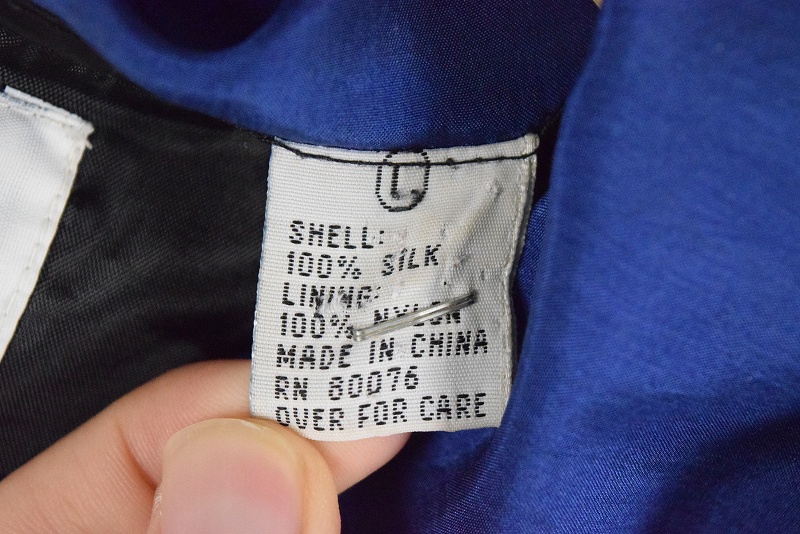 L
SHELL:
100% SILK
LINING:
100% NYLON
MADE IN CHINA
RN 80076
OVER FOR CARE